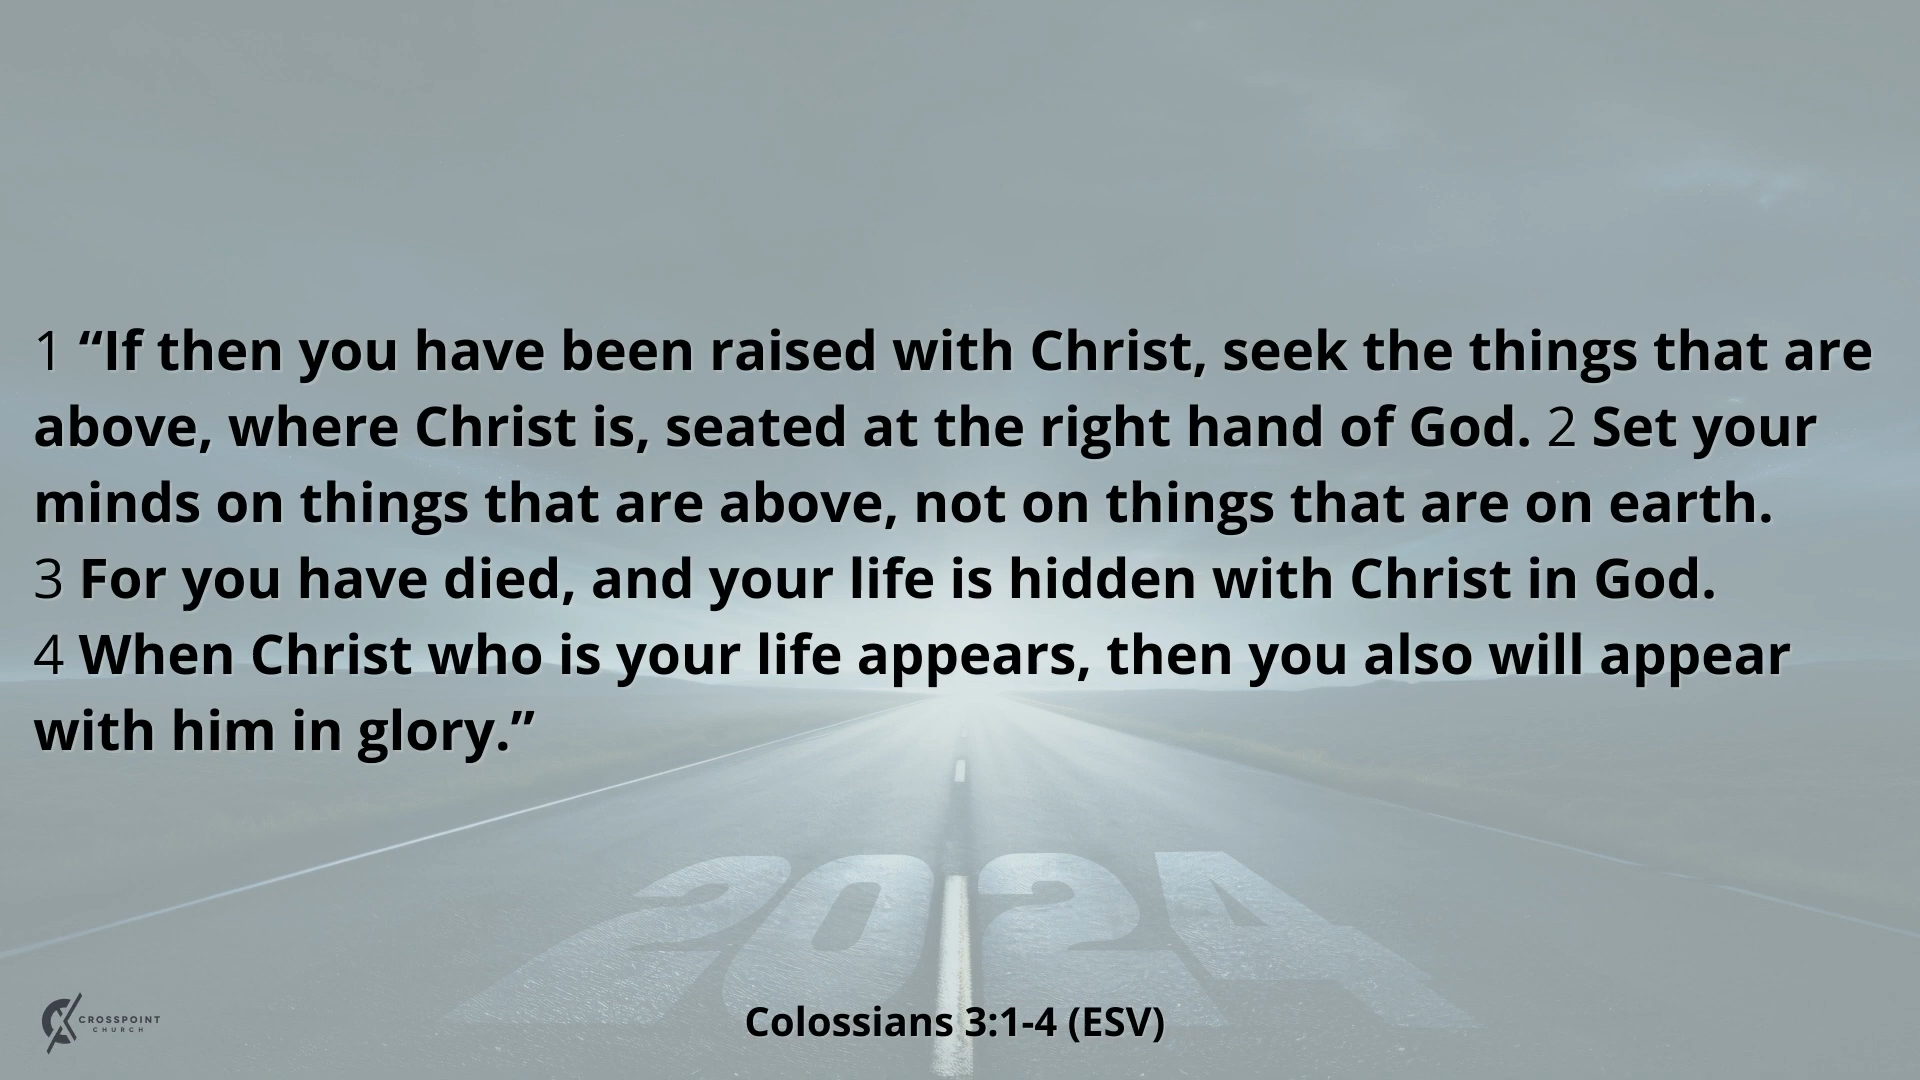 1 “If then you have been raised with Christ, seek the things that are
above, where Christ is, seated at the right hand of God. 2 Set your
minds on things that are above, not on things that are on earth.
3 For you have died, and your life is hidden with Christ in God.
4 When Christ who is your life appears, then you also will appear
with him in glory.”
2024
CROSSPOINT
CHURCH
Colossians 3:1-4 (ESV)